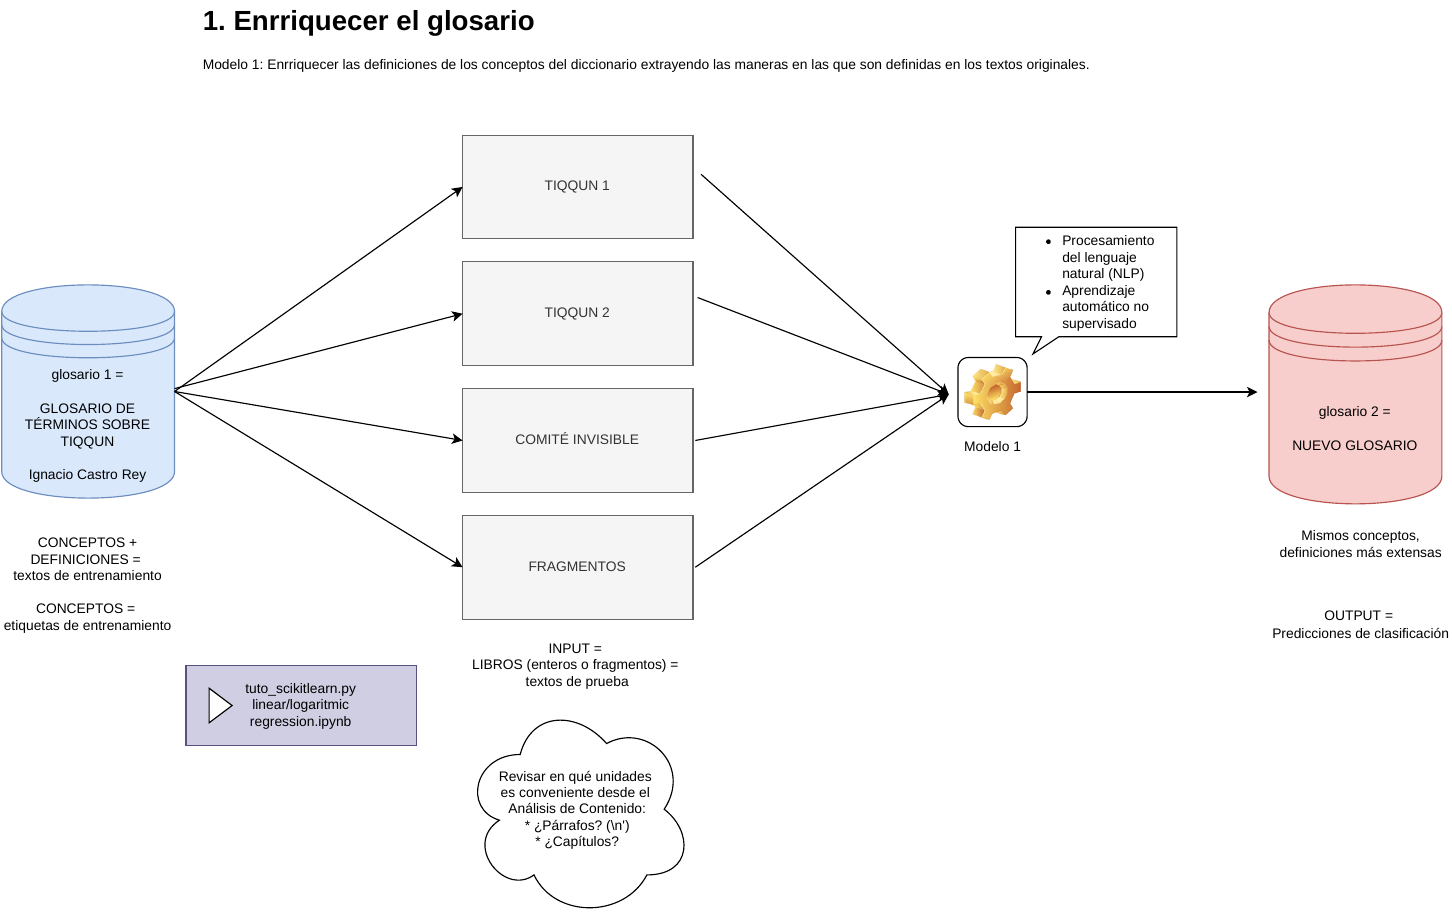 1. Enrriquecer el glosario
Modelo 1: Enrriquecer las definiciones de los conceptos del diccionario extrayendo las maneras en las que son definidas en los textos originales.
glosario 1 =
GLOSARIO DE
TÉRMINOS SOBRE
TIQQUN
Ignacio Castro Rey
CONCEPTOS +
DEFINICIONES =
textos de entrenamiento
CONCEPTOS =
etiquetas de entrenamiento
tuto_scikitlearn.py
linear/logaritmic
regression.ipynb
TIQQUN 1
TIQQUN 2
COMITÉ INVISIBLE
FRAGMENTOS
INPUT =
LIBROS (enteros o fragmentos) =
textos de prueba
Revisar en qué unidades
es conveniente desde el
Análisis de Contenido:
* ¿Párrafos? (\n')
* ¿Capítulos?
• Procesamiento
del lenguaje
natural (NLP)
• Aprendizaje
automático no
supervisado
Modelo 1
glosario 2 =
NUEVO GLOSARIO
Mismos conceptos,
definiciones más extensas
OUTPUT =
Predicciones de clasificación